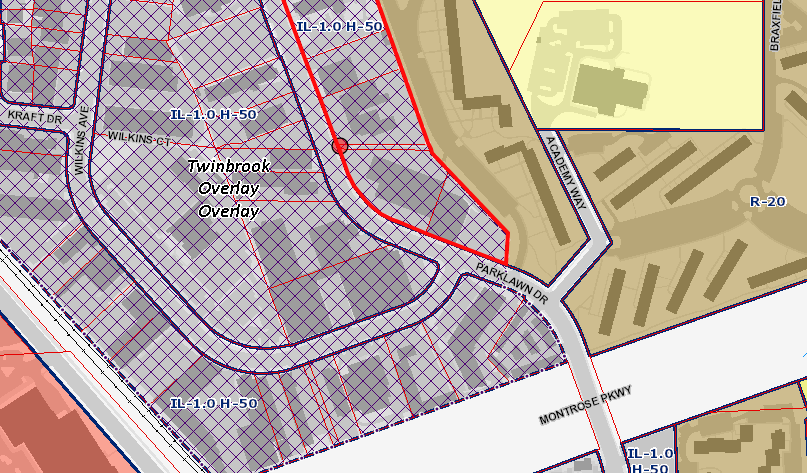 IL-1.0 H-50
BRAXFIEL
IL-1.0 H-50
KRAFT DR
WILKINS AVE
WILKINS CT
Twinbrook
Overlay
Overlay
ACADEMY WAY
R-20
PARKLAWN DR
IL-1.0 H-50
MONTROSE PKWY
IL-1.0
H-50